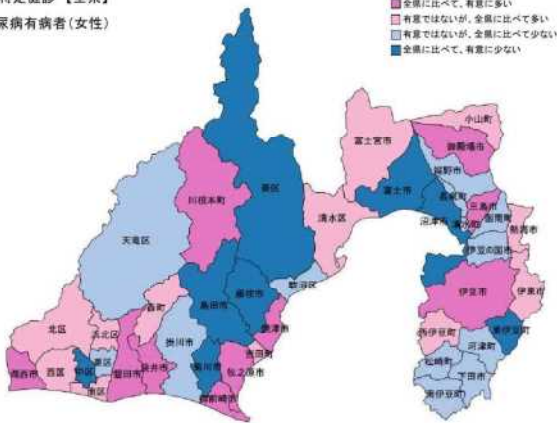 尿病有病者(女性)
全県に比べて、有意に多い
有意ではないが、全県に比べて多い
有意ではないが、全県に比べて少ない
全県に比べて、有意に少ない
小山町
富士宮市
御殿場市
裾野市
葵区
川根本町
富士市
長泉町
三島市
清水区
沼津市
清水町
函南町
熱海市
天竜区
伊豆の国市
駿河区
島田市
藤枝市
伊豆市
伊東市
森町
北区
浜北区
焼津市
西伊豆町
東伊豆町
掛川市
吉田町
河津町
湖西市
西区
中区
東区
磐田市
袋井市
菊川市
牧之原市
松崎町
下田市
南区
御前崎市
南伊豆町